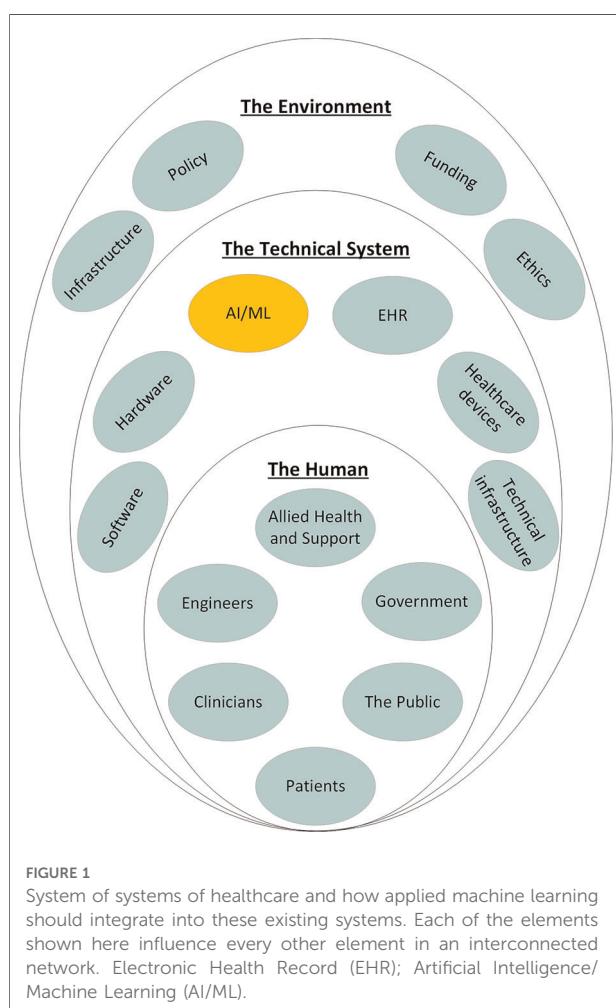 The Environment
Policy
Funding
Infrastructure
Ethics
The Technical System
AI/ML
EHR
Hardware
Healthcare
devices
Software
Technical
infrastructure
The Human
Allied Health
and Support
Engineers
Government
Clinicians
The Public
Patients
FIGURE 1
System of systems of healthcare and how applied machine learning
should integrate into these existing systems. Each of the elements
shown here influence every other element in an interconnected
network. Electronic Health Record (EHR); Artificial Intelligence/
Machine Learning (AI/ML).